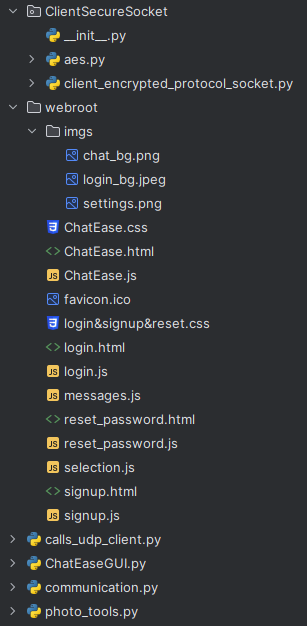 ClientSecureSocket
__init__.py
aes.py
client_encrypted_protocol_socket.py
webroot
imgs
chat_bg.png
login_bg.jpeg
settings.png
ChatEase.css
ChatEase.html
ChatEase.js
favicon.ico
login&signup&reset.css
login.html
login.js
messages.js
reset_password.html
reset_password.js
selection.js
signup.html
signup.js
calls_udp_client.py
ChatEaseGUI.py
communication.py
photo_tools.py